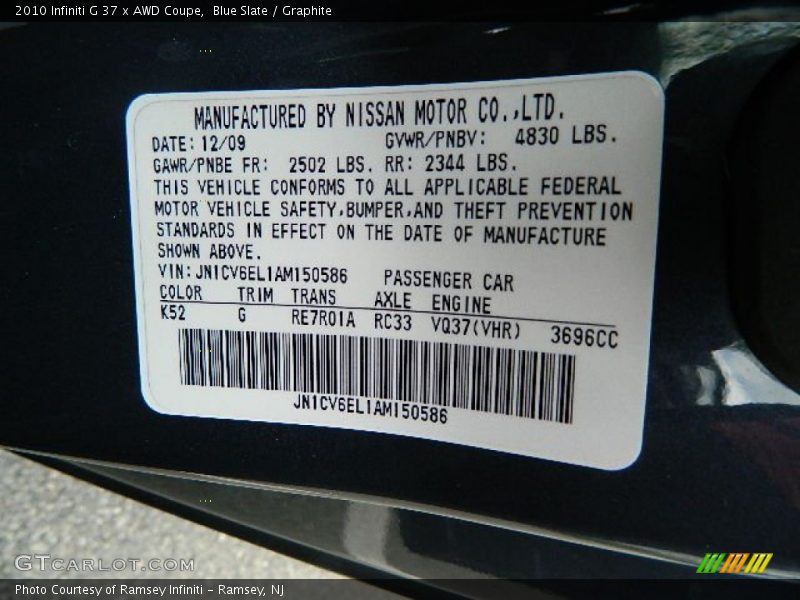 2010 Infiniti G 37 x AWD Coupe,  Blue Slate / Graphite
MANUFACTURED BY NISSAN MOTOR CO.,LTD.
DATE: 12/09 GVWR/PNBV: 4830 LBS.
GAWR/PNBE FR: 2502 LBS. RR: 2344 LBS.
THIS VEHICLE CONFORMS TO ALL APPLICABLE FEDERAL
MOTOR VEHICLE SAFETY,BUMPER,AND THEFT PREVENTION
STANDARDS IN EFFECT ON THE DATE OF MANUFACTURE
SHOWN ABOVE.
VIN: JN1CV6EL1AM150586 PASSENGER CAR
COLOR TRIM TRANS AXLE ENGINE
K52 G RE7R01A RC33 VQ37(VHR) 3696CC
JN1CV6EL1AM150586
GTCARLOT.COM
Photo Courtesy of Ramsey Infiniti - Ramsey, NJ